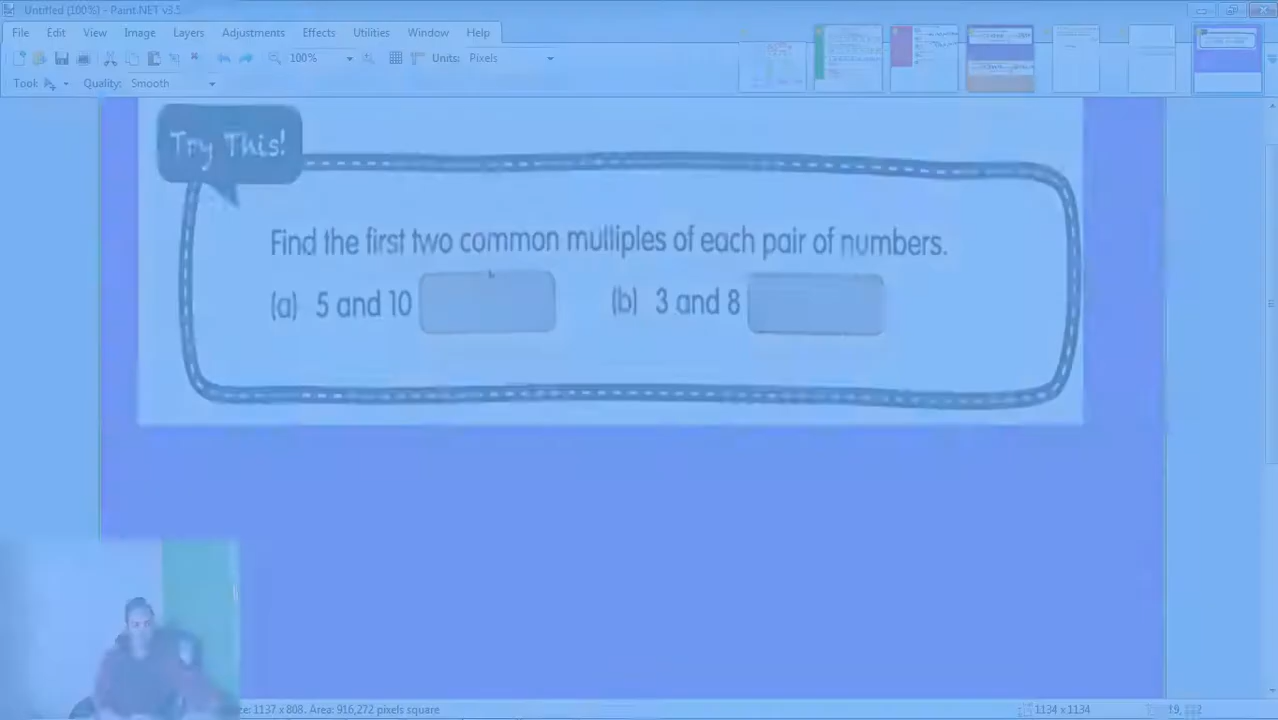 Untitled (100%) - Paint.NET v3.5
File Edit View Image Layers Adjustments Effects Utilities Window Help
100% Units: Pixels
Tool: Quality: Smooth
Try This!
Find the first two common multiples of each pair of numbers.
(a) 5 and 10 (b) 3 and 8
ze: 1137 x 808. Area: 916,272 pixels square 1134 x 1134